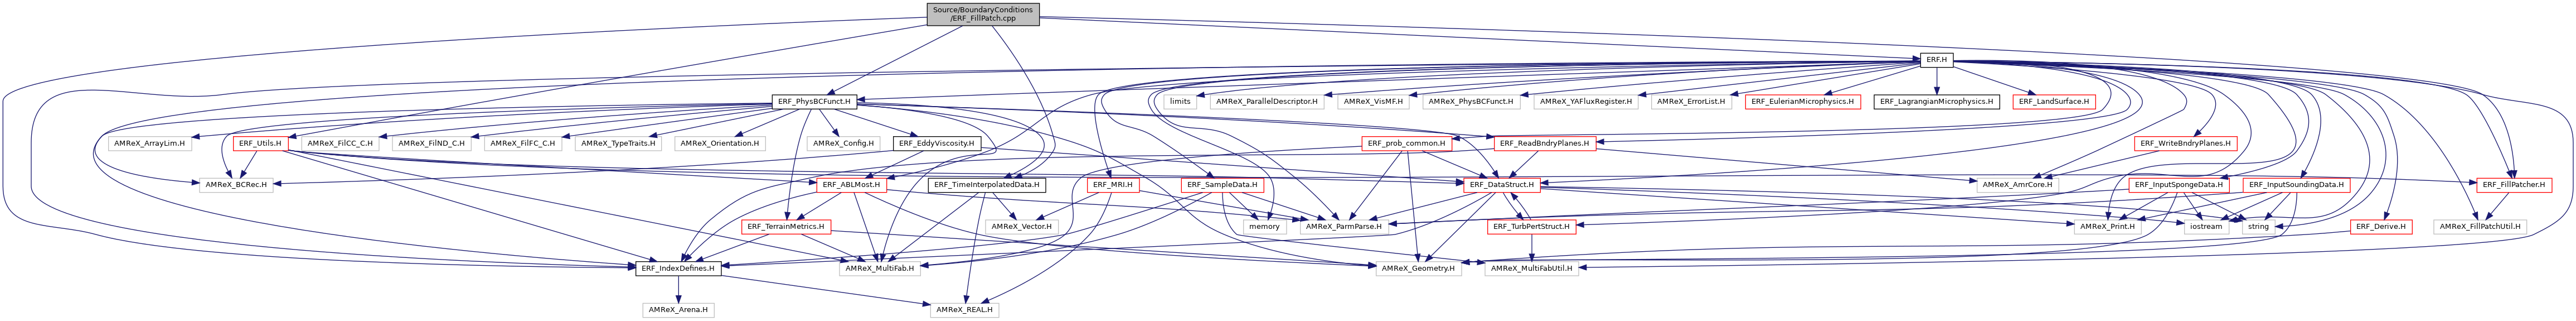 Source/BoundaryConditions
/ERF_FillPatch.cpp
ERF.H
ERF_PhysBCFunct.H
limits
AMReX_ParallelDescriptor.H
AMReX_VisMF.H
AMReX_PhysBCFunct.H
AMReX_YAFluxRegister.H
AMReX_ErrorList.H
ERF_EulerianMicrophysics.H
ERF_LagrangianMicrophysics.H
ERF_LandSurface.H
AMReX_ArrayLim.H
ERF_Utils.H
AMReX_FilCC_C.H
AMReX_FilND_C.H
AMReX_FilFC_C.H
AMReX_TypeTraits.H
AMReX_Orientation.H
AMReX_Config.H
ERF_EddyViscosity.H
ERF_prob_common.H
ERF_ReadBndryPlanes.H
ERF_WriteBndryPlanes.H
AMReX_BCRec.H
ERF_ABLMost.H
ERF_TimeInterpolatedData.H
ERF_MRI.H
ERF_SampleData.H
ERF_DataStruct.H
AMReX_AmrCore.H
ERF_InputSpongeData.H
ERF_InputSoundingData.H
ERF_FillPatcher.H
ERF_TerrainMetrics.H
AMReX_Vector.H
memory
AMReX_ParmParse.H
ERF_TurbPertStruct.H
AMReX_Print.H
iostream
string
ERF_Derive.H
AMReX_FillPatchUtil.H
ERF_IndexDefines.H
AMReX_MultiFab.H
AMReX_Geometry.H
AMReX_MultiFabUtil.H
AMReX_Arena.H
AMReX_REAL.H